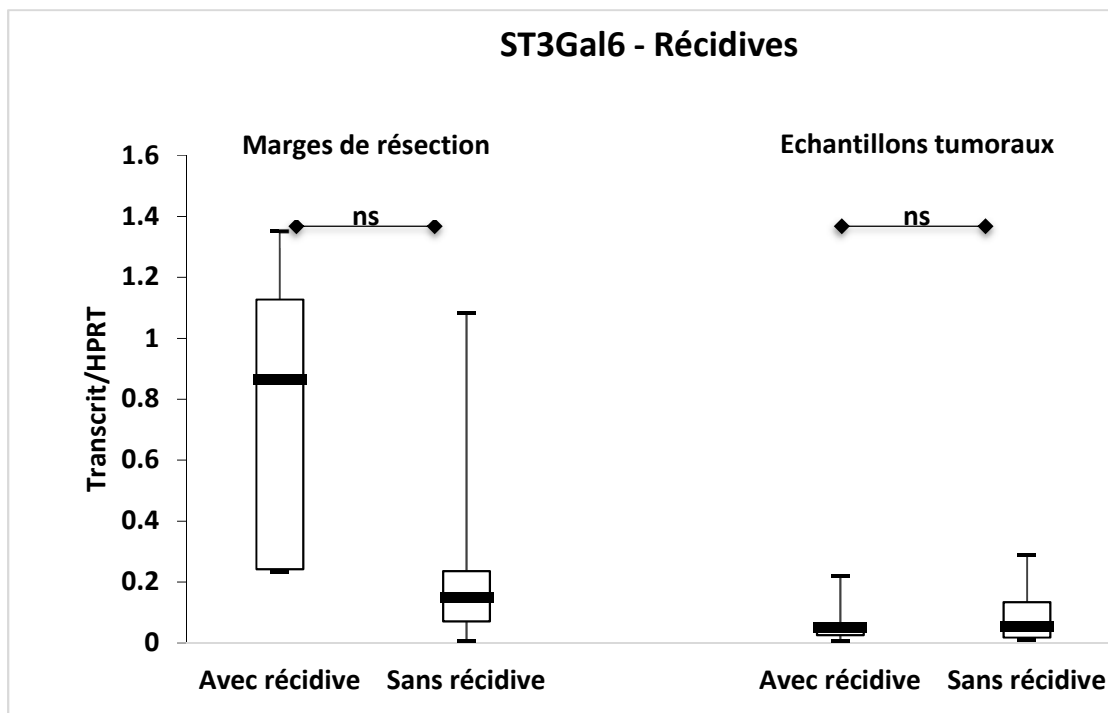 ST3Gal6 - Récidives
Marges de résection
Echantillons tumoraux
ns
ns
Transcrit/HPRT
1.6
1.4
1.2
1
0.8
0.6
0.4
0.2
0
Avec récidive
Sans récidive
Avec récidive
Sans récidive